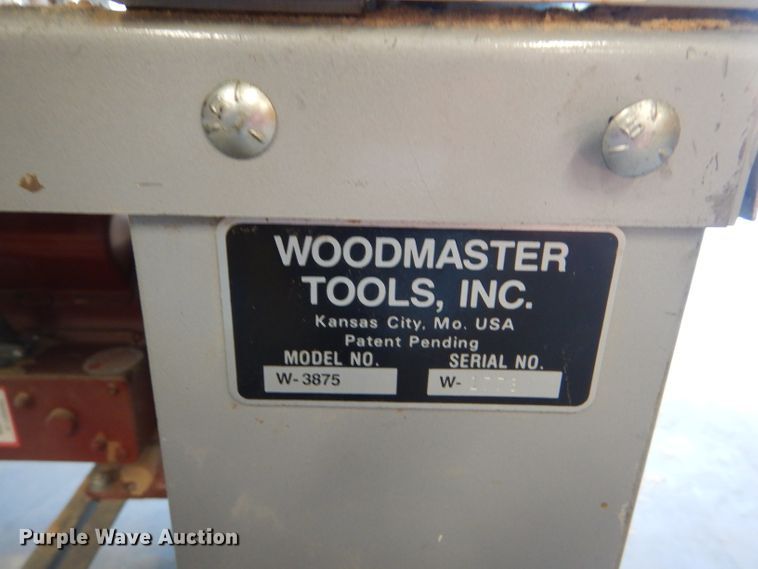 WOODMASTER
TOOLS, INC.
Kansas City, Mo. USA
Patent Pending
MODEL NO. SERIAL NO.
W-3875 W-
Purple Wave Auction